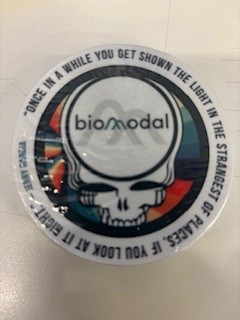 "ONCE IN A WHILE YOU GET SHOWN THE LIGHT IN THE STRANGEST OF PLACES, IF YOU LOOK AT IT RIGHT" - JERRY GARCIA
biomodal